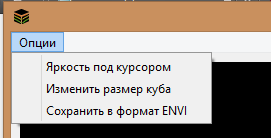 Опции
Яркость под курсором
Изменить размер куба
Сохранить в формат ENVI